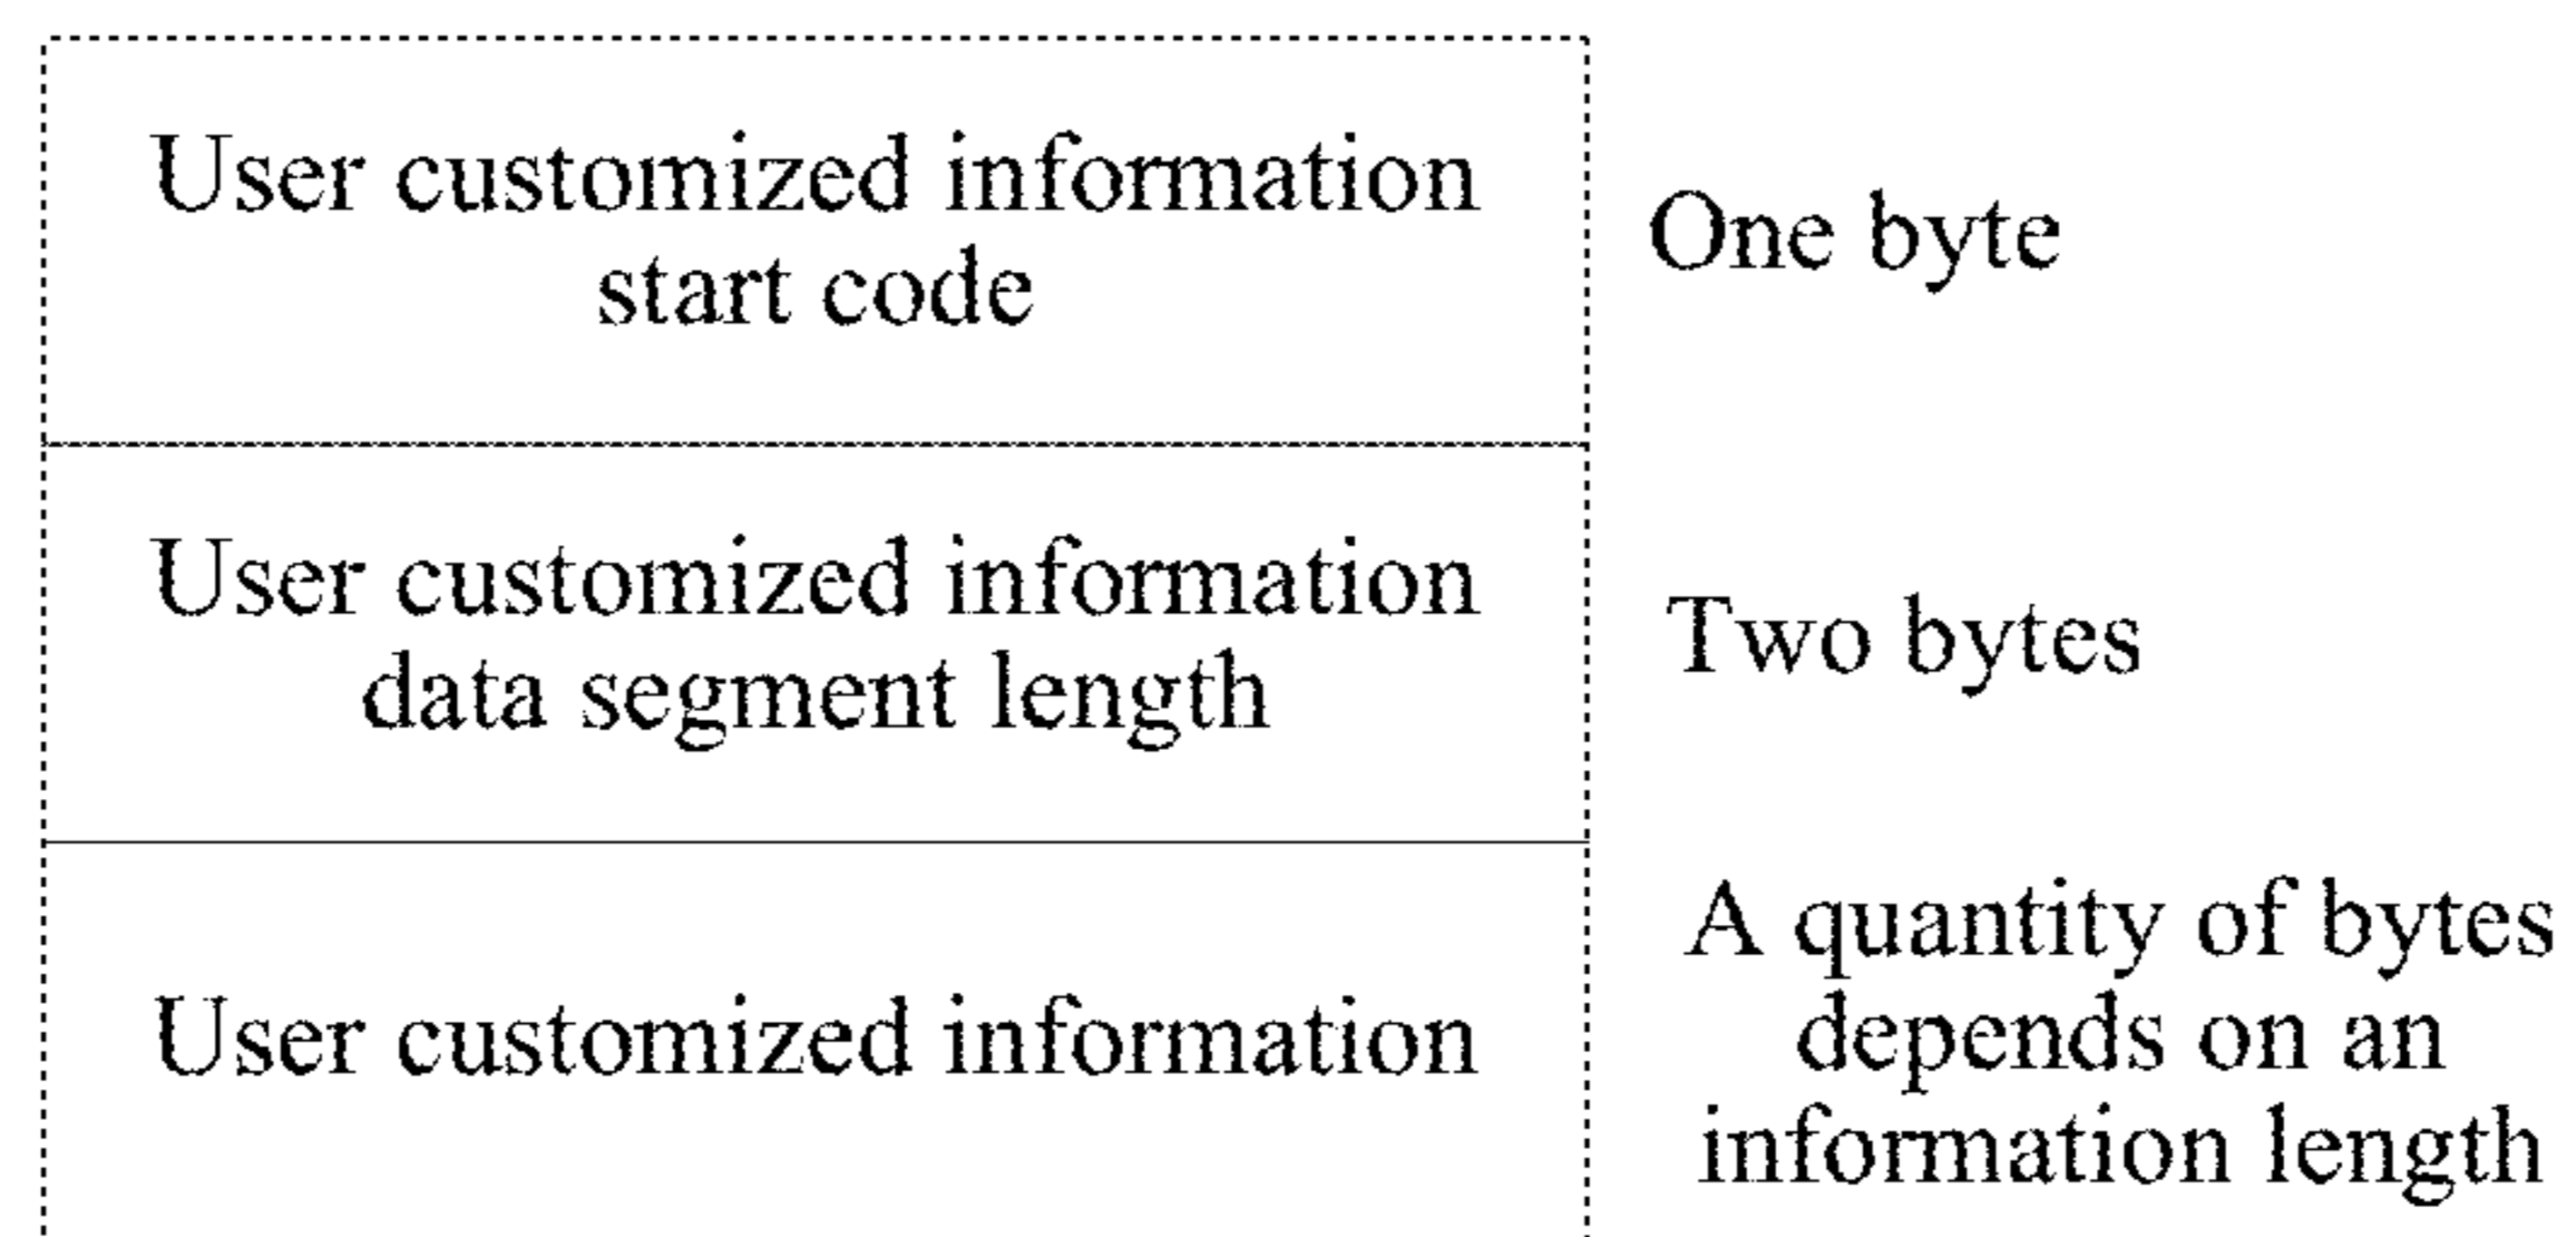 User customized information
start code
One byte
User customized information
data segment length
Two bytes
User customized information
A quantity of bytes
depends on an
information length